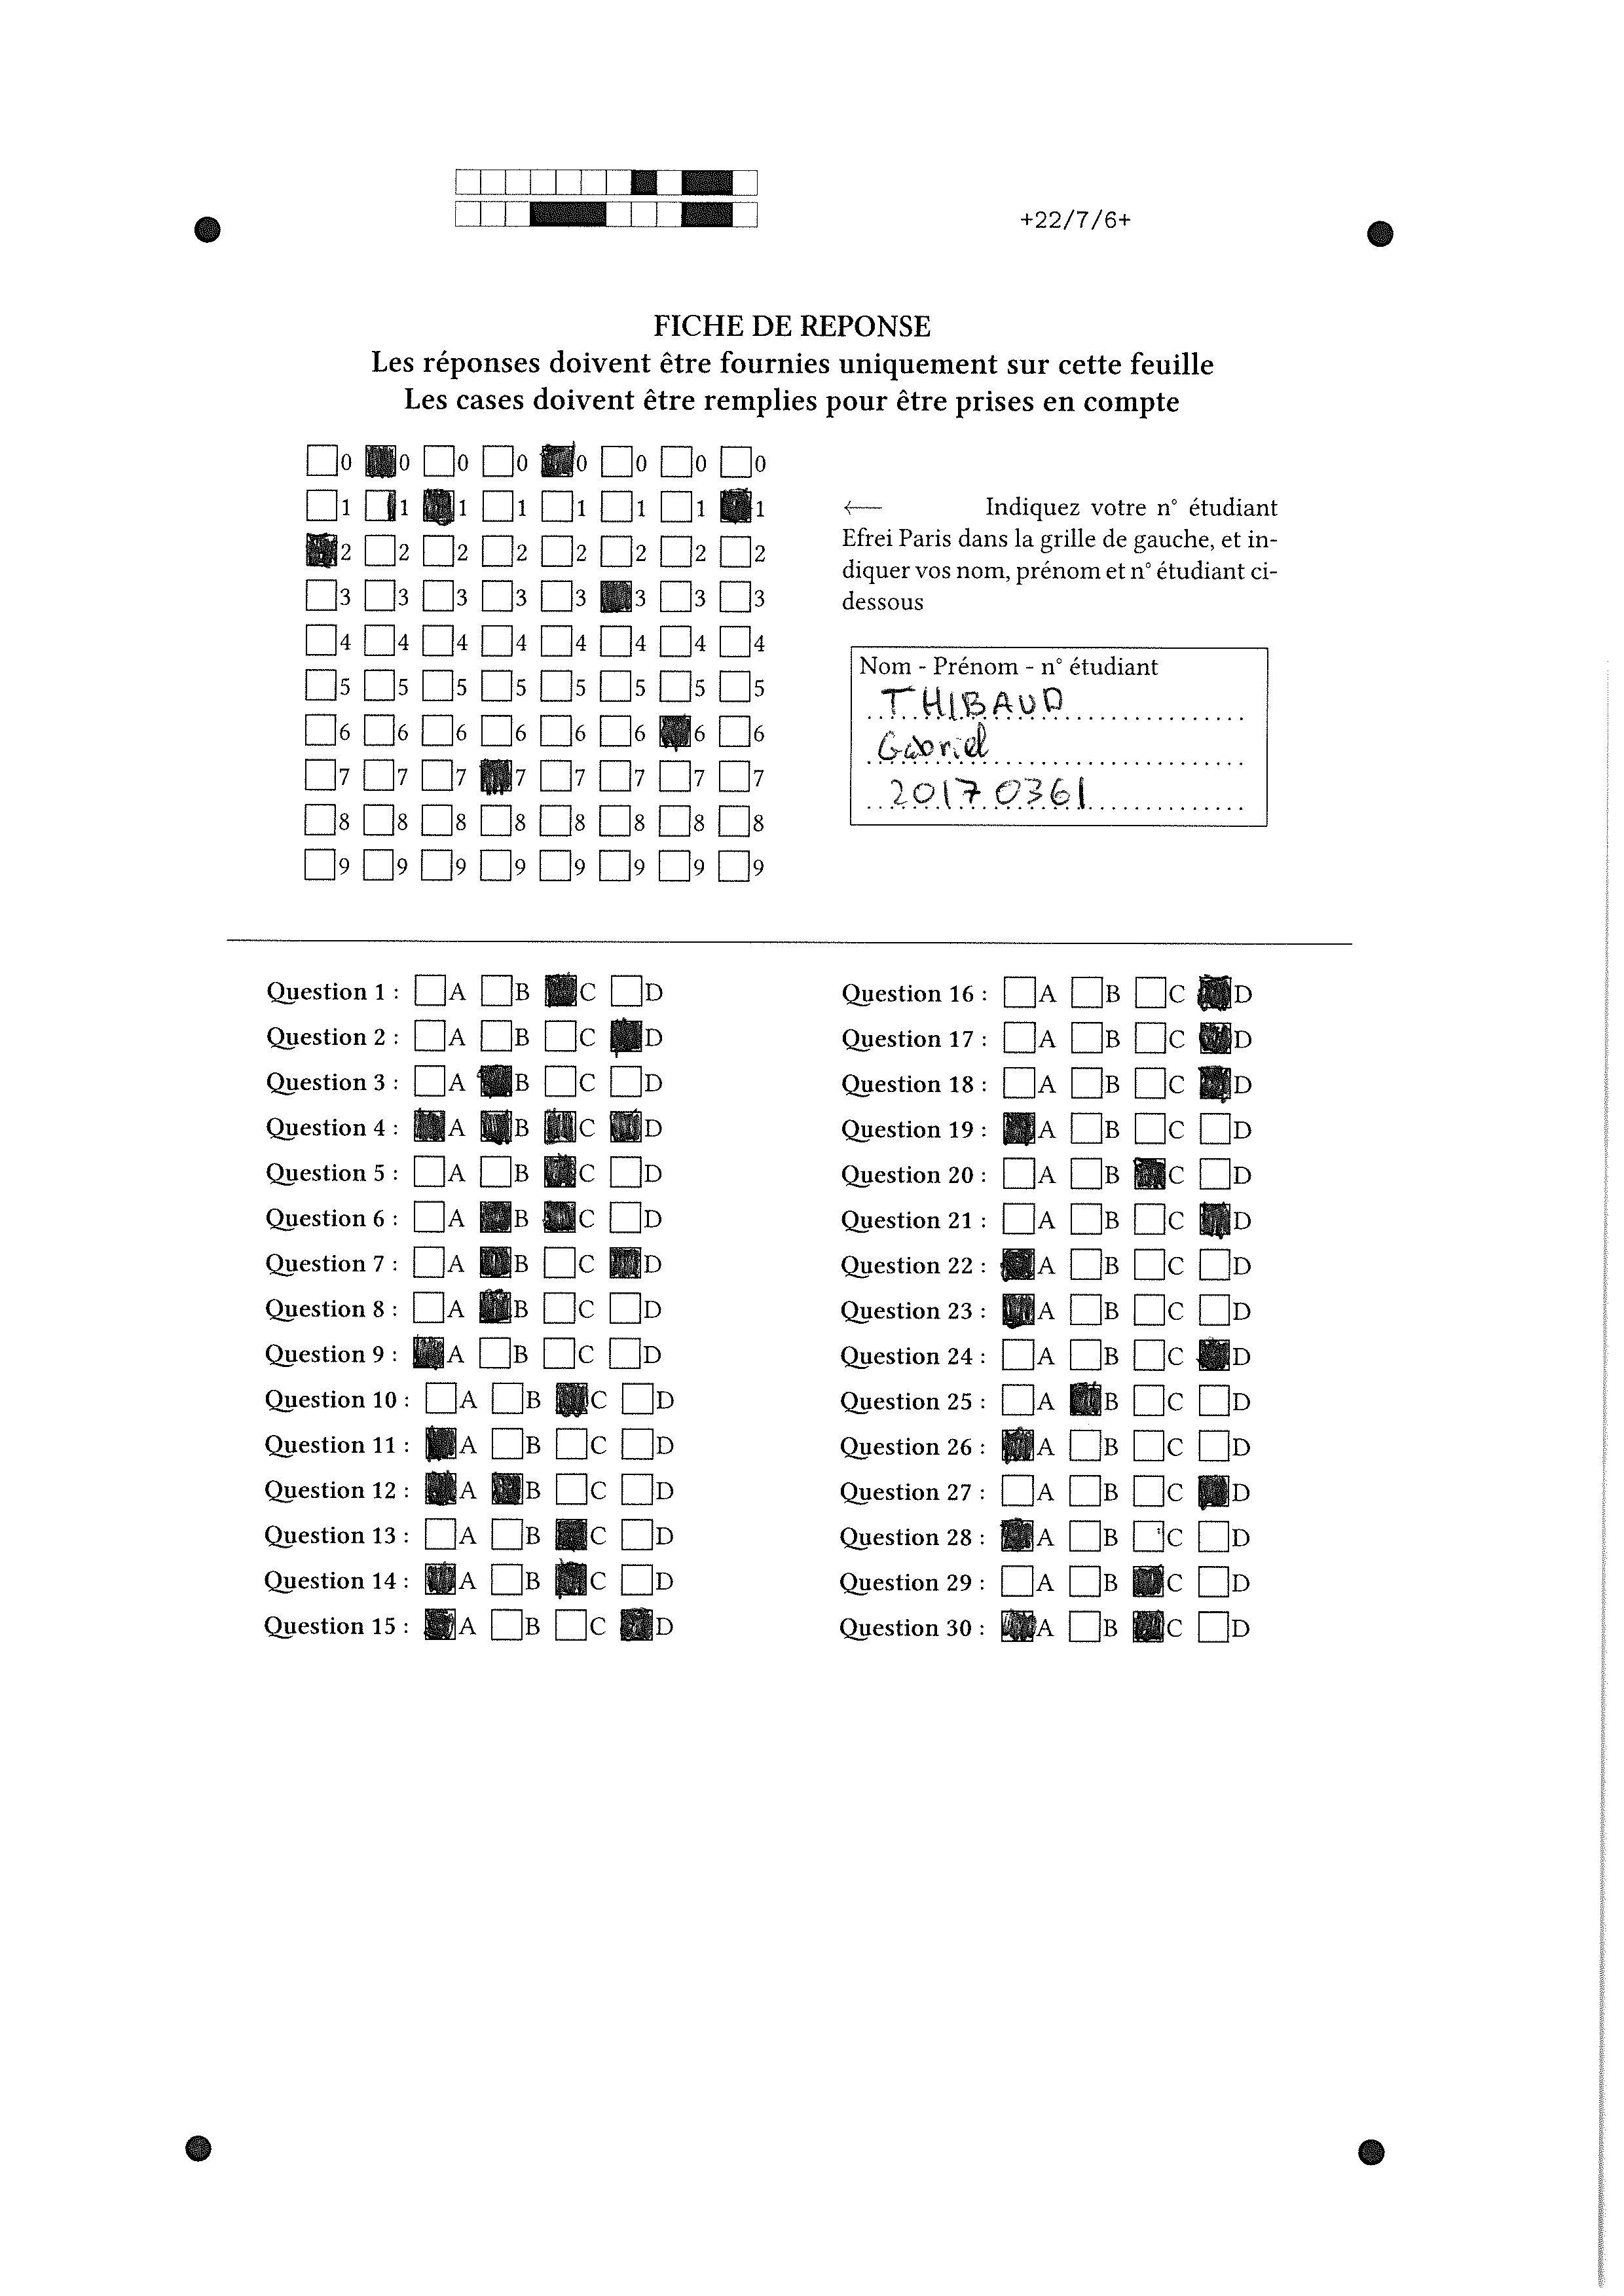 +22/7/6+
FICHE DE REPONSE
Les réponses doivent être fournies uniquement sur cette feuille
Les cases doivent être remplies pour être prises en compte
0 0 0 0 0 0 0 0
1 1 1 1 1 1 1 1
2 2 2 2 2 2 2 2
3 3 3 3 3 3 3 3
4 4 4 4 4 4 4 4
5 5 5 5 5 5 5 5
6 6 6 6 6 6 6 6
7 7 7 7 7 7 7 7
8 8 8 8 8 8 8 8
9 9 9 9 9 9 9 9
← Indiquez votre n° étudiant
Efrei Paris dans la grille de gauche, et in-
diquer vos nom, prénom et n° étudiant ci-
dessous
Nom - Prénom - n° étudiant
THIBAUD
Gabriel
20170361
Question 1 : A B C D
Question 2 : A B C D
Question 3 : A B C D
Question 4 : A B C D
Question 5 : A B C D
Question 6 : A B C D
Question 7 : A B C D
Question 8 : A B C D
Question 9 : A B C D
Question 10 : A B C D
Question 11 : A B C D
Question 12 : A B C D
Question 13 : A B C D
Question 14 : A B C D
Question 15 : A B C D
Question 16 : A B C D
Question 17 : A B C D
Question 18 : A B C D
Question 19 : A B C D
Question 20 : A B C D
Question 21 : A B C D
Question 22 : A B C D
Question 23 : A B C D
Question 24 : A B C D
Question 25 : A B C D
Question 26 : A B C D
Question 27 : A B C D
Question 28 : A B C D
Question 29 : A B C D
Question 30 : A B C D